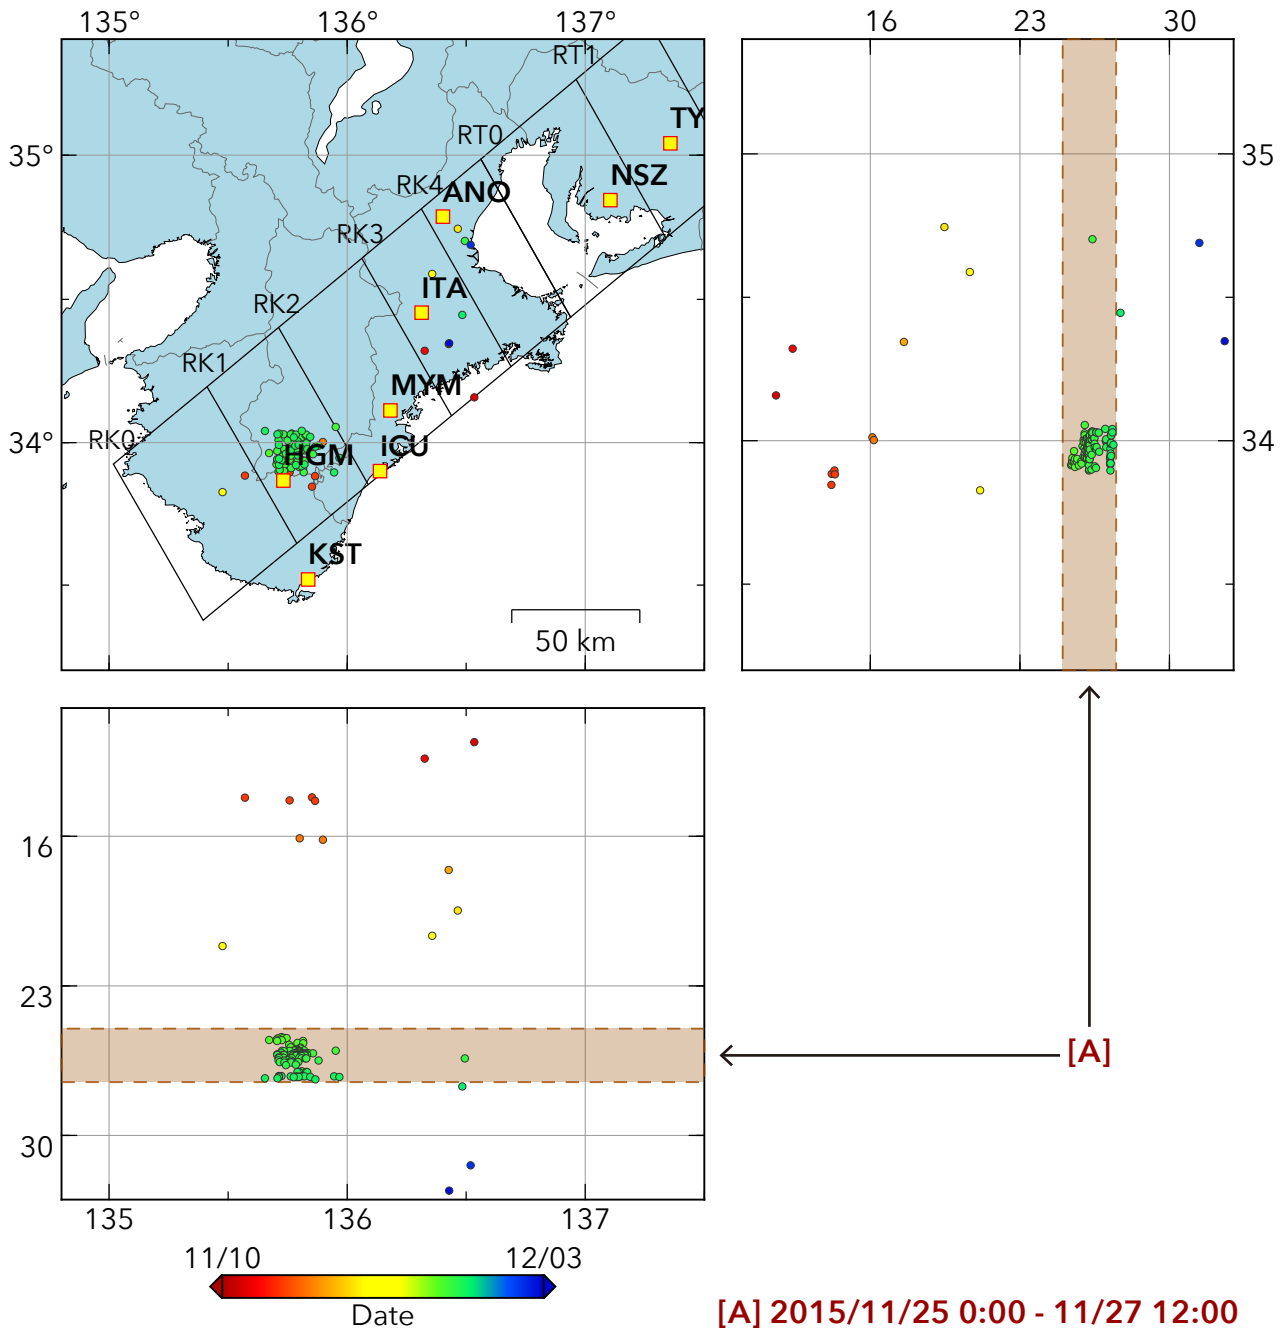 135° 136° 137°
16 23 30
RT1
TY
RT0
35°
35
NSZ
RK4 ANO
RK3
ITA
RK2
RK1
MYM
34°
34
RK0
HGM
IGU
KST
50 km
16
23
[A]
30
135 136 137
11/10 12/03
Date
[A] 2015/11/25 0:00 - 11/27 12:00